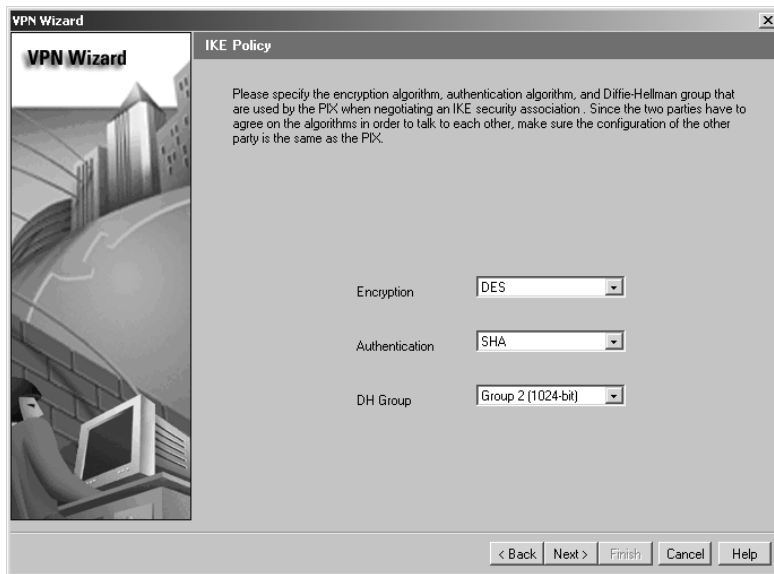 VPN Wizard
VPN Wizard
IKE Policy
Please specify the encryption algorithm, authentication algorithm, and Diffie-Hellman group that
are used by the PIX when negotiating an IKE security association . Since the two parties have to
agree on the algorithms in order to talk to each other, make sure the configuration of the other
party is the same as the PIX.
Encryption DES
Authentication SHA
DH Group Group 2 (1024-bit)
< Back Next > Finish Cancel Help